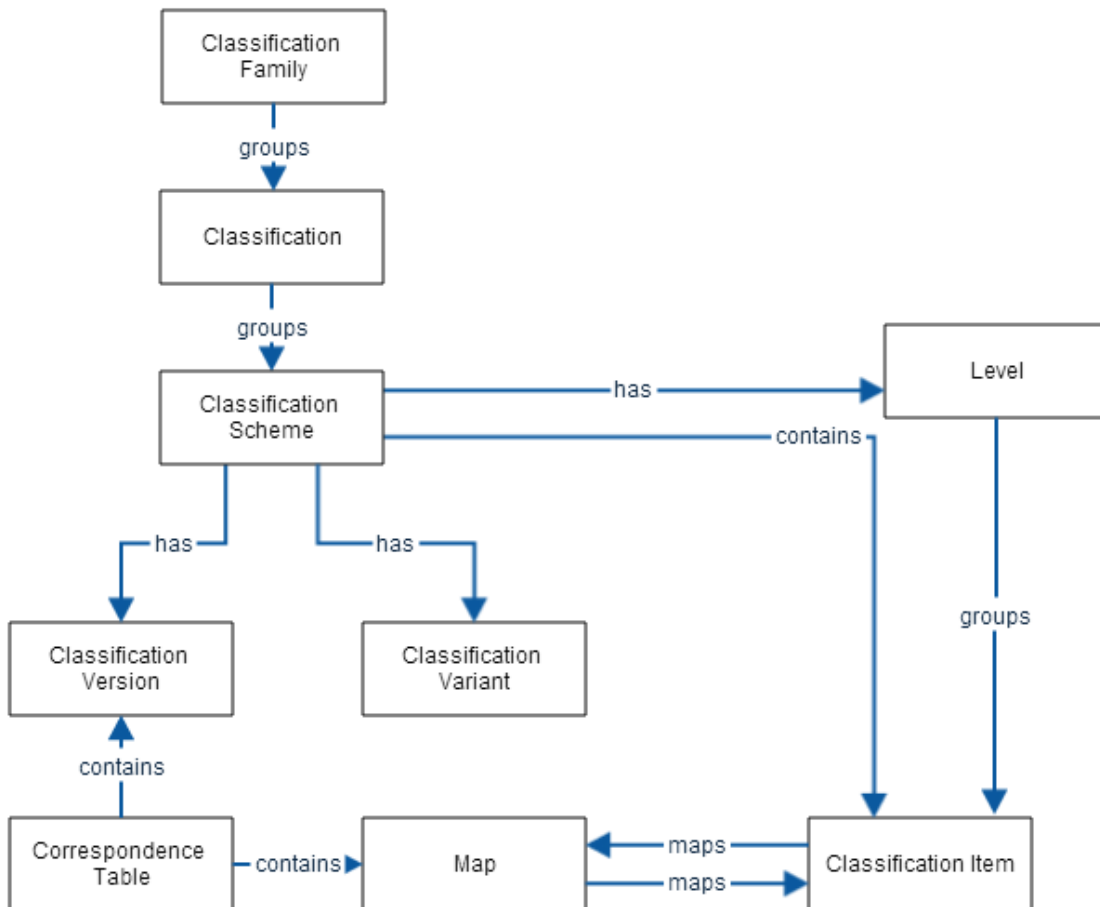 Classification
Family
groups
Classification
groups
Classification
Scheme
has
Level
contains
has
has
groups
Classification
Version
Classification
Variant
contains
Correspondence
Table
contains
Map
maps
maps
Classification Item